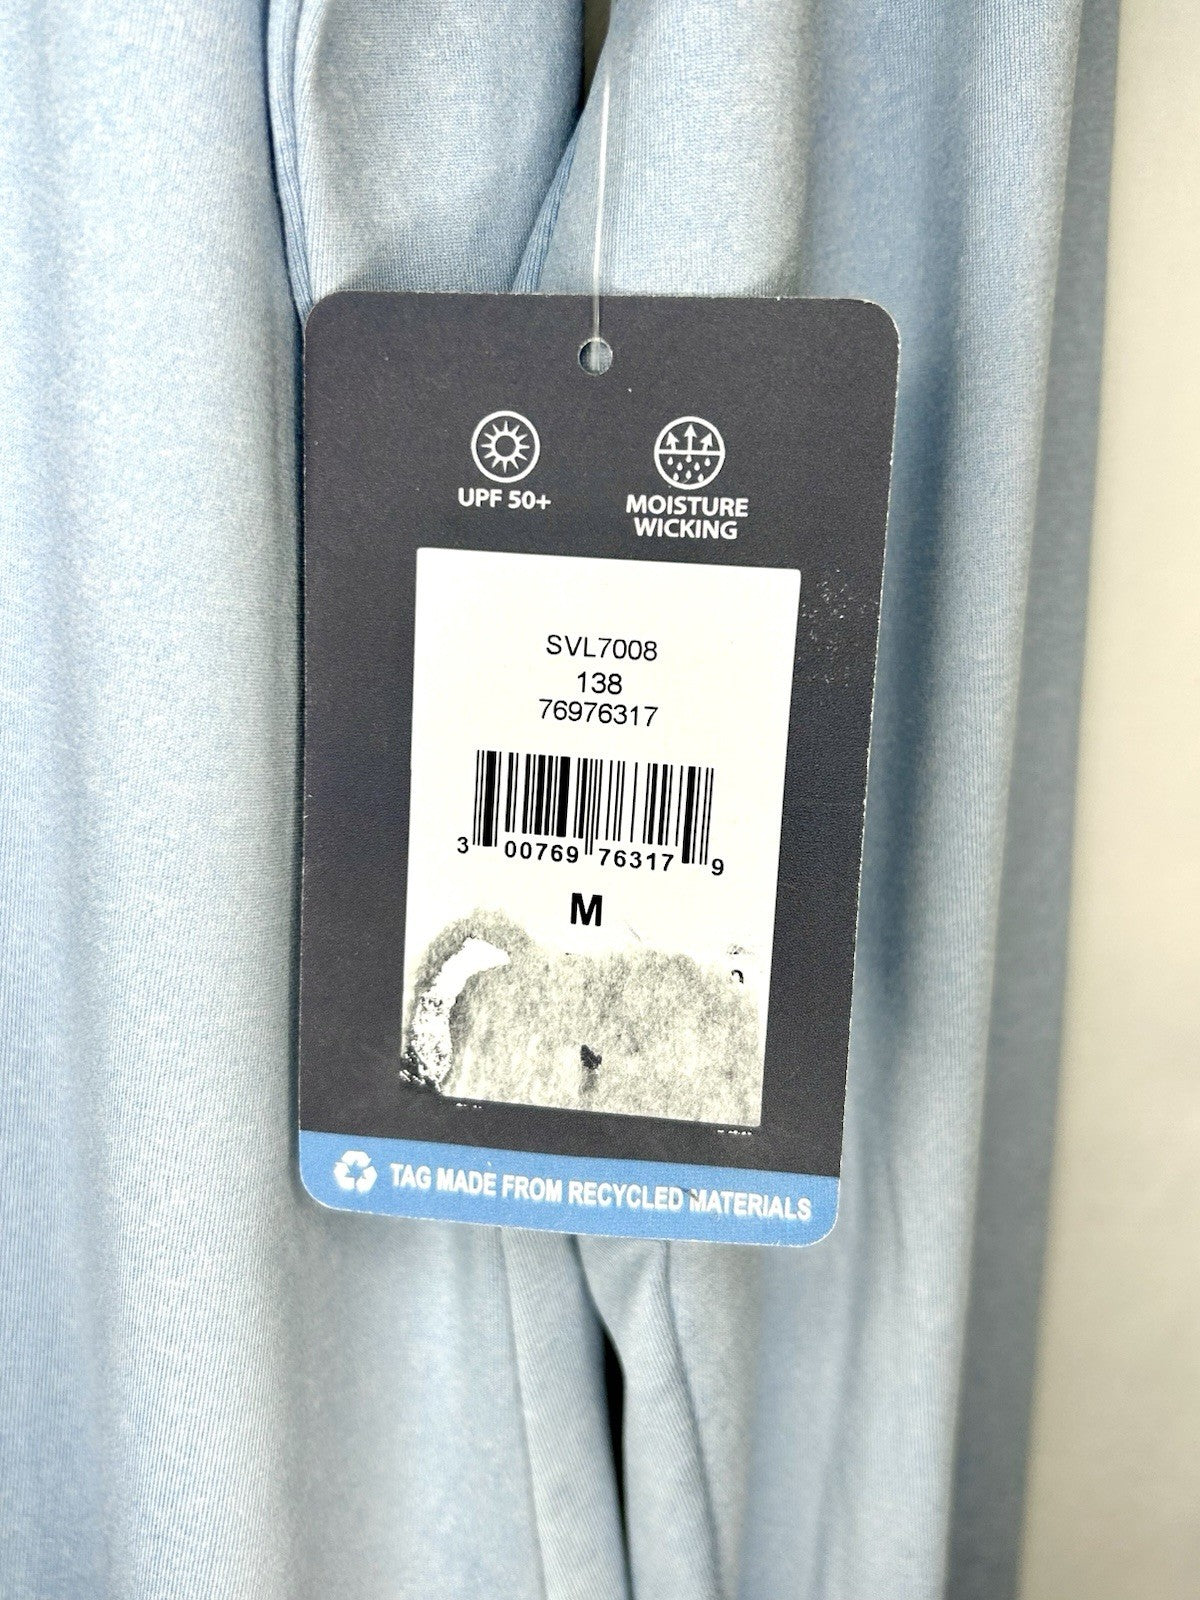 UPF 50+
MOISTURE
WICKING
SVL7008
138
76976317
3 00769 76317 9
M
TAG MADE FROM RECYCLED MATERIALS